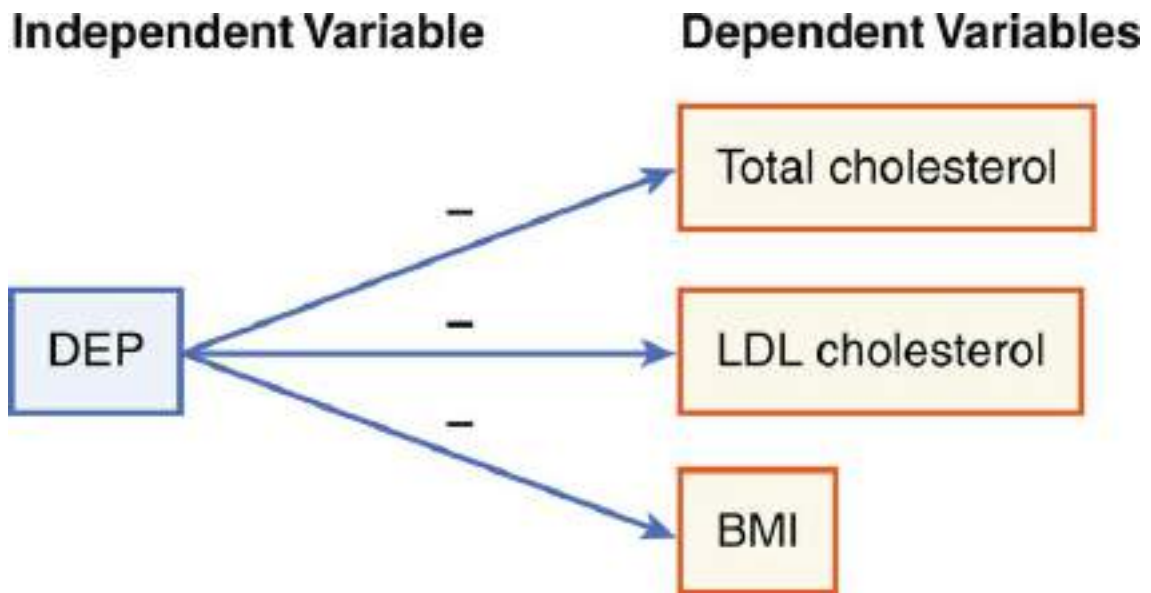 Independent Variable
Dependent Variables
Total cholesterol
–
DEP
–
LDL cholesterol
–
BMI